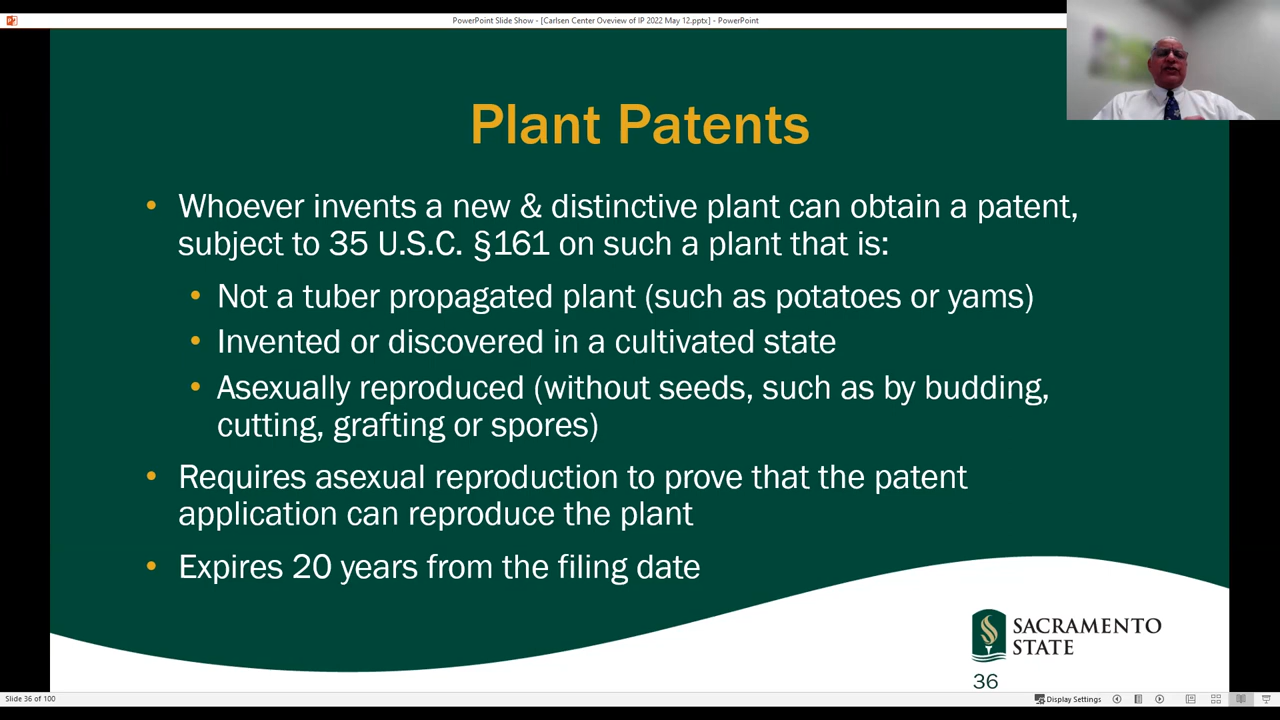 PowerPoint Slide Show - [Carlsen Center Oveview of IP 2022 May 12.pptx] - PowerPoint
Plant Patents
• Whoever invents a new & distinctive plant can obtain a patent,
subject to 35 U.S.C. §161 on such a plant that is:
• Not a tuber propagated plant (such as potatoes or yams)
• Invented or discovered in a cultivated state
• Asexually reproduced (without seeds, such as by budding,
cutting, grafting or spores)
• Requires asexual reproduction to prove that the patent
application can reproduce the plant
• Expires 20 years from the filing date
SACRAMENTO
STATE
36
Slide 36 of 100
Display Settings